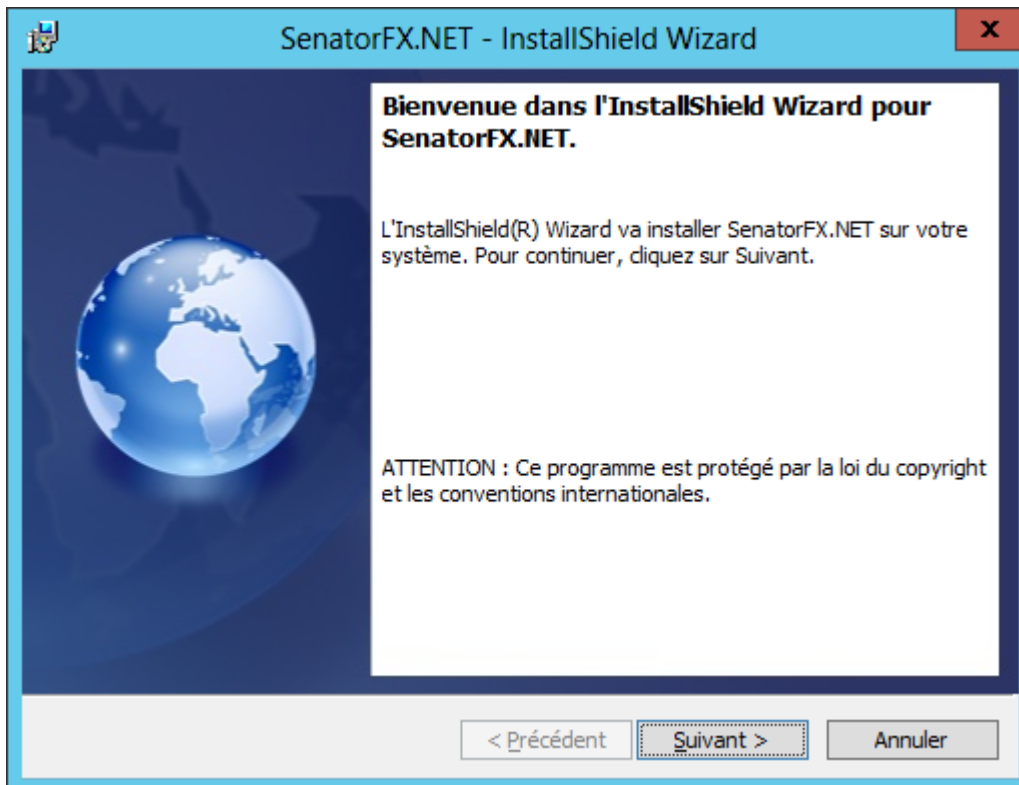 SenatorFX.NET - InstallShield Wizard
x
Bienvenue dans l'InstallShield Wizard pour
SenatorFX.NET.
L'InstallShield(R) Wizard va installer SenatorFX.NET sur votre
système. Pour continuer, cliquez sur Suivant.
ATTENTION : Ce programme est protégé par la loi du copyright
et les conventions internationales.
< Précédent
Suivant >
Annuler